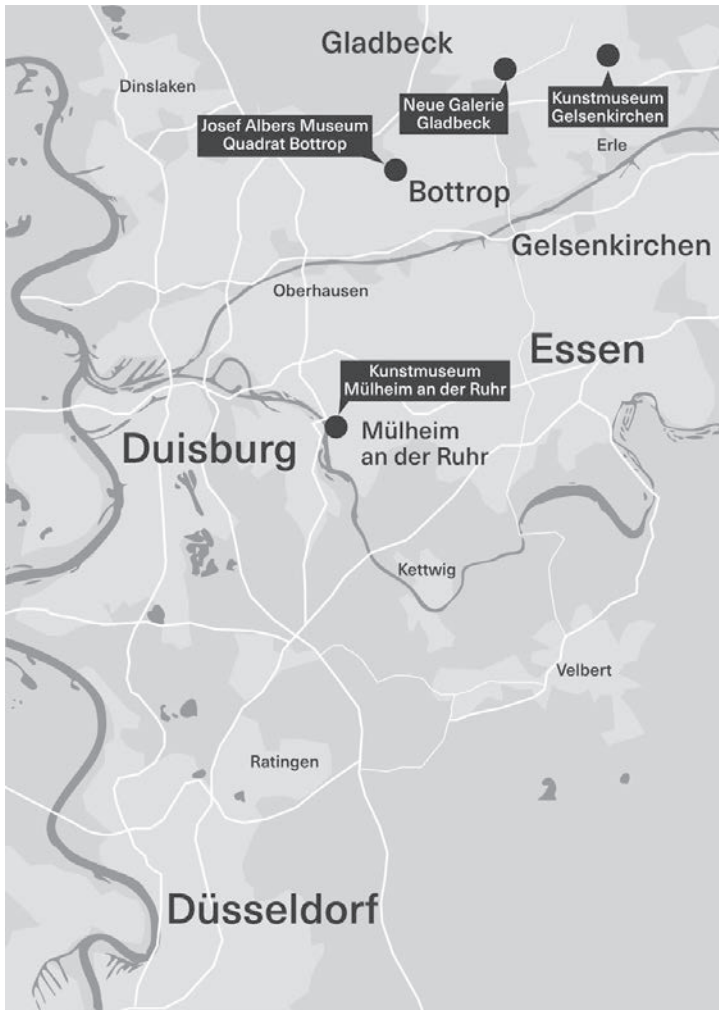 Gladbeck
Dinslaken
Neue Galerie
Gladbeck
Kunstmuseum
Gelsenkirchen
Josef Albers Museum
Quadrat Bottrop
Erle
Bottrop
Gelsenkirchen
Oberhausen
Essen
Kunstmuseum
Mülheim an der Ruhr
Duisburg
Mülheim
an der Ruhr
Kettwig
Velbert
Ratingen
Düsseldorf